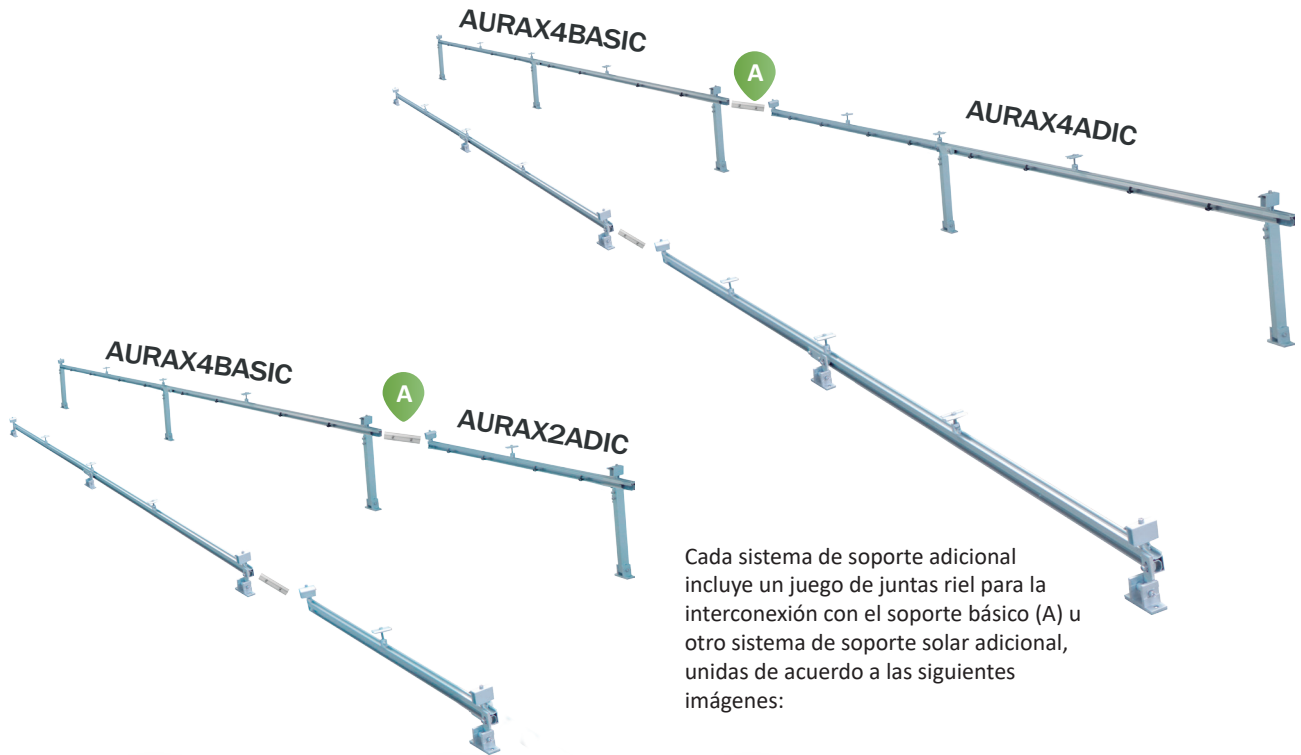 AURAX4BASIC
A
AURAX4ADIC
AURAX4BASIC
A
AURAX2ADIC
Cada sistema de soporte adicional
incluye un juego de juntas riel para la
interconexión con el soporte básico (A) u
otro sistema de soporte solar adicional,
unidas de acuerdo a las siguientes
imágenes: